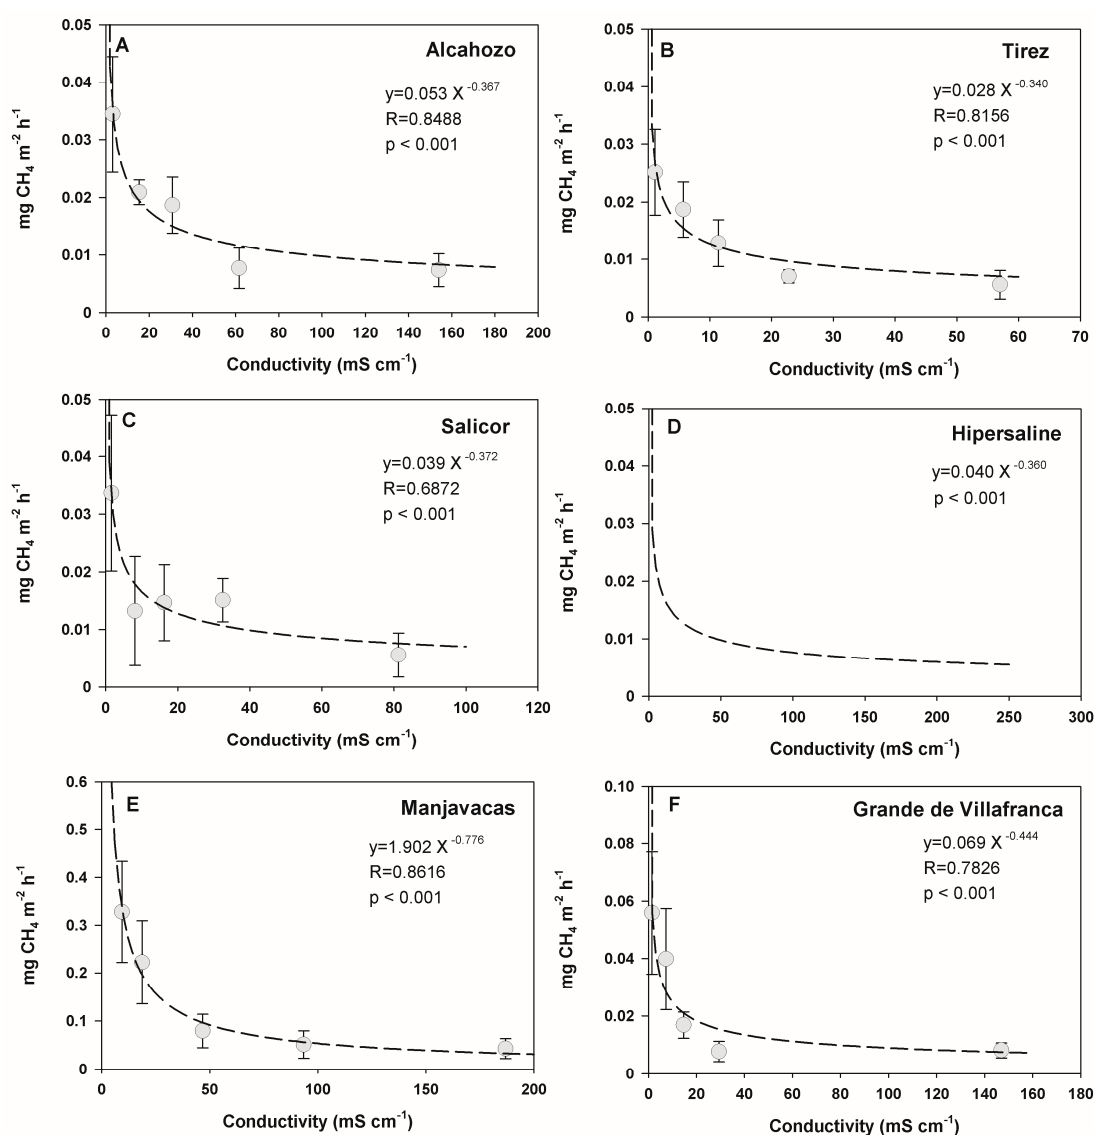 A
Alcahozo
y=0.053 X -0.367
R=0.8488
p < 0.001
0.05
0.04
0.03
0.02
0.01
0
mg CH4 m-2 h-1
0 20 40 60 80 100 120 140 160 180 200
Conductivity (mS cm-1)
B
Tirez
y=0.028 X -0.340
R=0.8156
p < 0.001
0.05
0.04
0.03
0.02
0.01
0
mg CH4 m-2 h-1
0 10 20 30 40 50 60 70
Conductivity (mS cm-1)
C
Salicor
y=0.039 X -0.372
R=0.6872
p < 0.001
0.05
0.04
0.03
0.02
0.01
0
mg CH4 m-2 h-1
0 20 40 60 80 100 120
Conductivity (mS cm-1)
D
Hipersaline
y=0.040 X -0.360
p < 0.001
0.05
0.04
0.03
0.02
0.01
0
mg CH4 m-2 h-1
0 50 100 150 200 250 300
Conductivity (mS cm-1)
E
Manjavacas
y=1.902 X -0.776
R=0.8616
p < 0.001
0.6
0.5
0.4
0.3
0.2
0.1
0
mg CH4 m-2 h-1
0 50 100 150 200
Conductivity (mS cm-1)
F
Grande de Villafranca
y=0.069 X -0.444
R=0.7826
p < 0.001
0.10
0.08
0.06
0.04
0.02
0
mg CH4 m-2 h-1
0 20 40 60 80 100 120 140 160 180
Conductivity (mS cm-1)